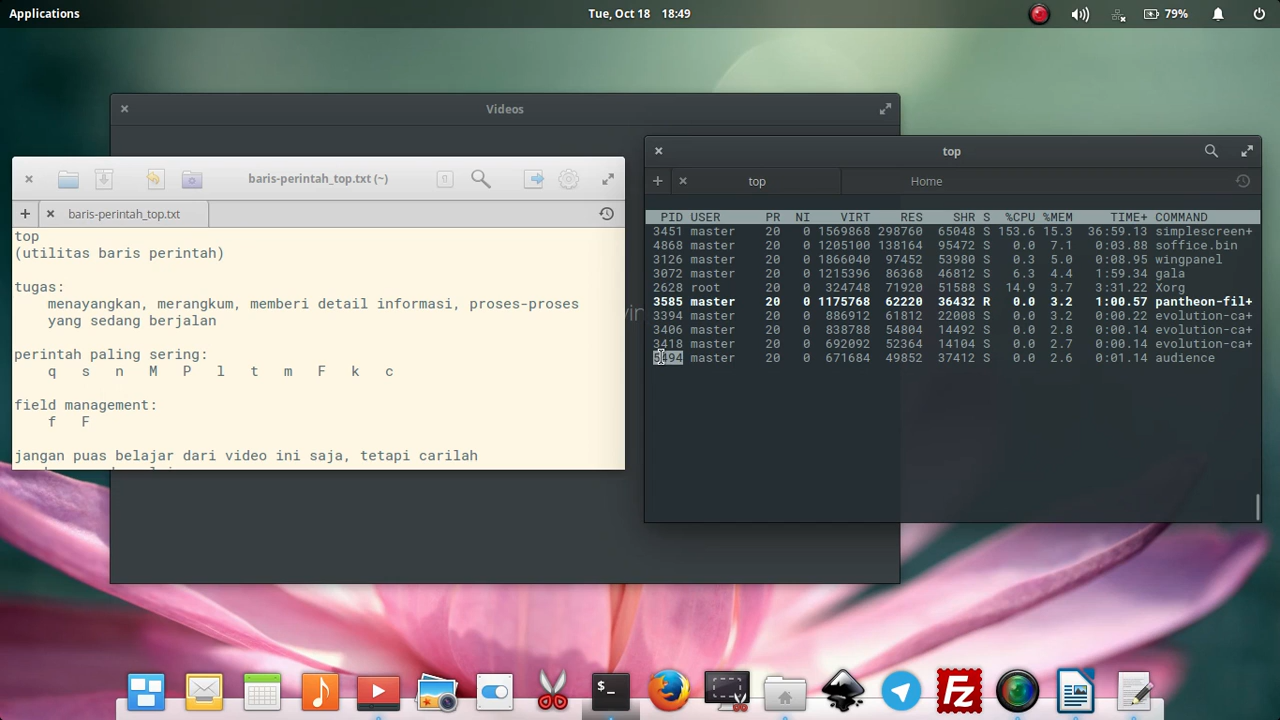 Applications
Tue, Oct 18 18:49
79%
Videos
baris-perintah_top.txt (~)
baris-perintah_top.txt
top
(utilitas baris perintah)
tugas:
menayangkan, merangkum, memberi detail informasi, proses-proses
yang sedang berjalan
perintah paling sering:
q s n M P l t m F k c
field management:
f F
jangan puas belajar dari video ini saja, tetapi carilah
top
top Home
PID USER PR NI VIRT RES SHR S %CPU %MEM TIME+ COMMAND
3451 master 20 0 1569868 298760 65048 S 153.6 15.3 36:59.13 simplescreen+
4868 master 20 0 1205100 138164 95472 S 0.0 7.1 0:03.88 soffice.bin
3126 master 20 0 1866040 97452 53980 S 0.3 5.0 0:08.95 wingpanel
3072 master 20 0 1215396 86368 46812 S 6.3 4.4 1:59.34 gala
2628 root 20 0 324748 71920 51588 S 14.9 3.7 3:31.22 Xorg
3585 master 20 0 1175768 62220 36432 R 0.0 3.2 1:00.57 pantheon-fil+
3394 master 20 0 886912 61812 22008 S 0.0 3.2 0:00.22 evolution-ca+
3406 master 20 0 838788 54804 14492 S 0.0 2.8 0:00.14 evolution-ca+
3418 master 20 0 692092 52364 14104 S 0.0 2.7 0:00.14 evolution-ca+
5494 master 20 0 671684 49852 37412 S 0.0 2.6 0:01.14 audience